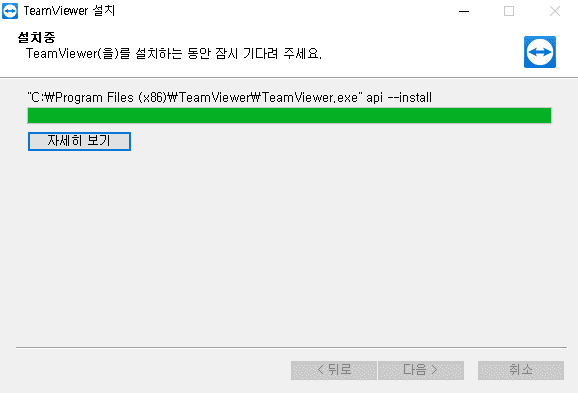 TeamViewer 설치
설치중
TeamViewer(을)를 설치하는 동안 잠시 기다려 주세요.
"C:₩Program Files (x86)₩TeamViewer₩TeamViewer.exe" api --install
자세히 보기
< 뒤로
다음 >
취소